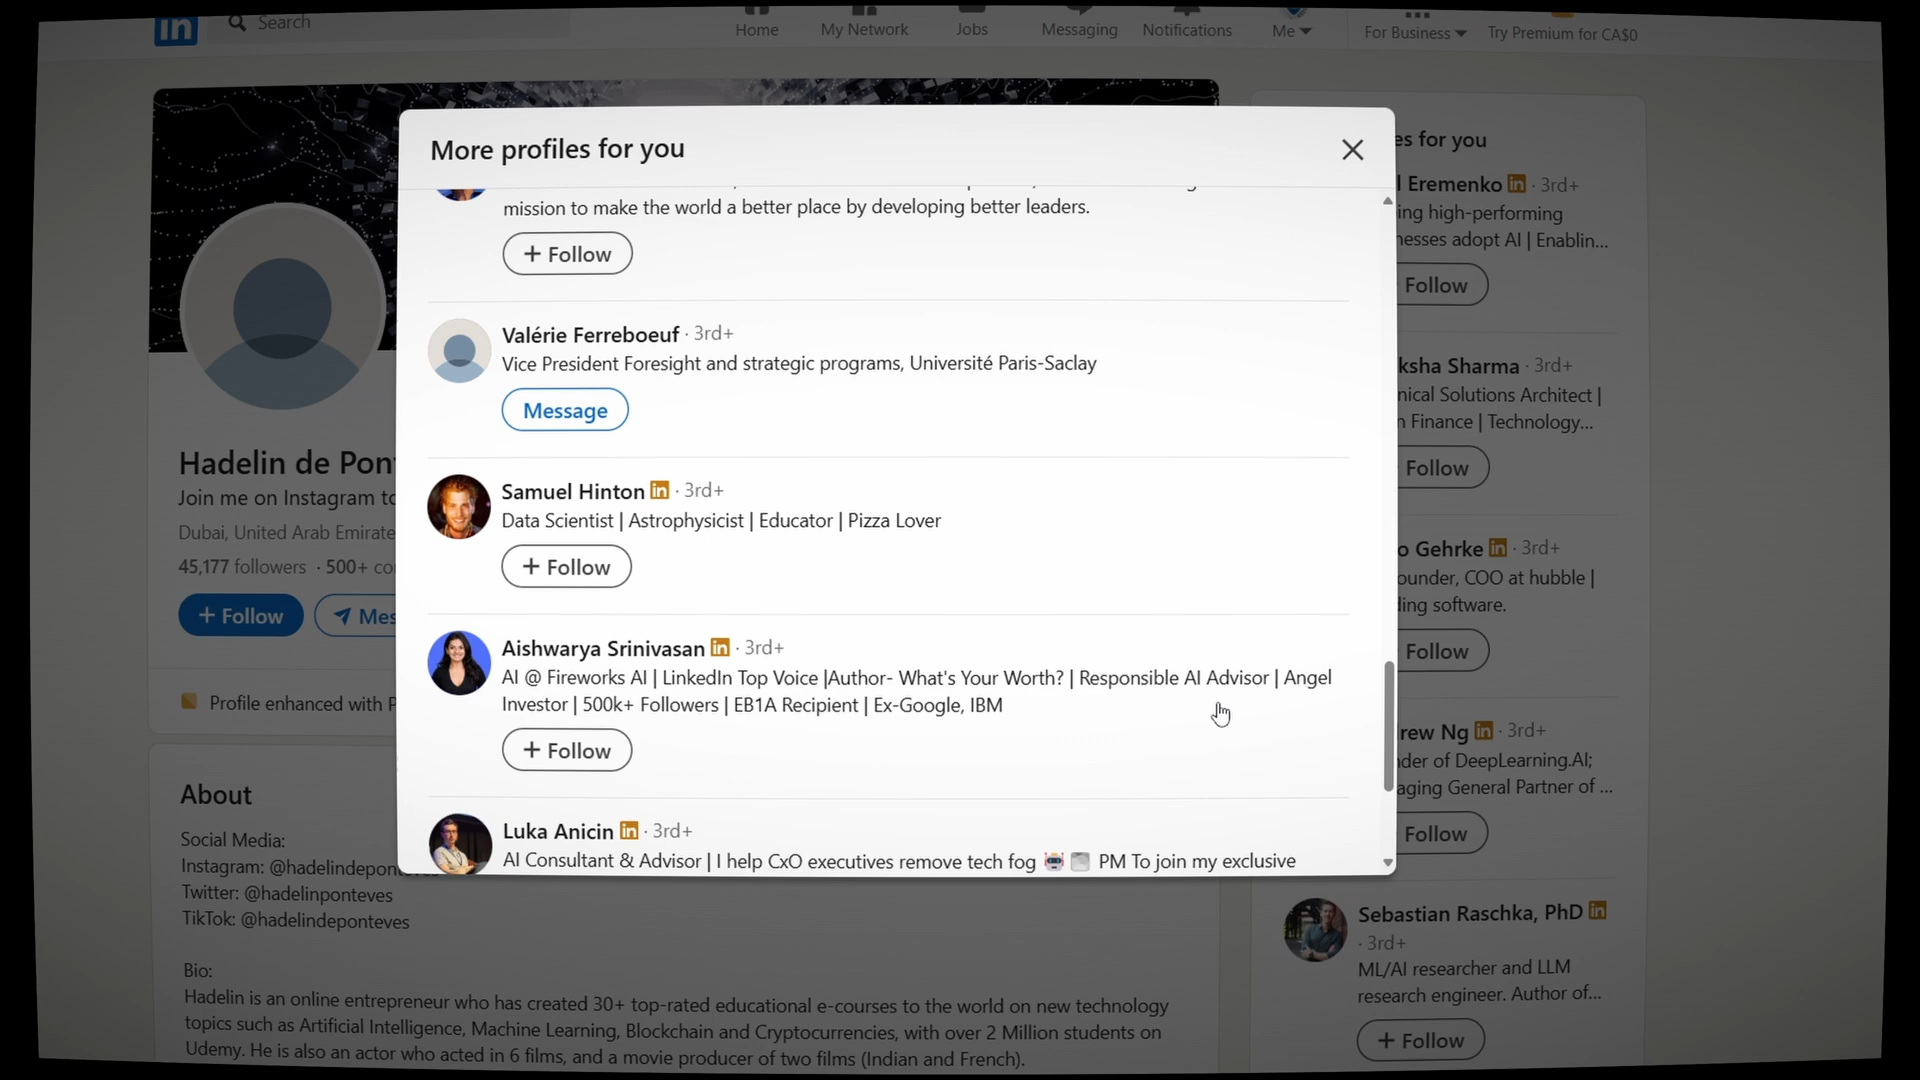 in
Search
Home
My Network
Jobs
Messaging
Notifications
Me
For Business
Try Premium for CA$0
More profiles for you
mission to make the world a better place by developing better leaders.
+ Follow
Valérie Ferreboeuf · 3rd+
Vice President Foresight and strategic programs, Université Paris-Saclay
Message
Samuel Hinton in · 3rd+
Data Scientist | Astrophysicist | Educator | Pizza Lover
+ Follow
Aishwarya Srinivasan in · 3rd+
AI @ Fireworks AI | LinkedIn Top Voice |Author- What's Your Worth? | Responsible AI Advisor | Angel
Investor | 500k+ Followers | EB1A Recipient | Ex-Google, IBM
+ Follow
Luka Anicin in · 3rd+
AI Consultant & Advisor | I help CxO executives remove tech fog 🤖 PM To join my exclusive
Hadelin de Pon
Join me on Instagram
Dubai, United Arab Emirate
45,177 followers · 500+ co
+ Follow
Mes
Profile enhanced with P
About
Social Media:
Instagram: @hadelindepon
Twitter: @hadelinponteves
TikTok: @hadelindeponteves
Bio:
Hadelin is an online entrepreneur who has created 30+ top-rated educational e-courses to the world on new technology
topics such as Artificial Intelligence, Machine Learning, Blockchain and Cryptocurrencies, with over 2 Million students on
Udemy. He is also an actor who acted in 6 films, and a movie producer of two films (Indian and French).
es for you
l Eremenko in · 3rd+
ing high-performing
nesses adopt AI | Enablin...
Follow
ksha Sharma · 3rd+
nical Solutions Architect |
n Finance | Technology...
Follow
o Gehrke in · 3rd+
ounder, COO at hubble |
ding software.
Follow
rew Ng in · 3rd+
nder of DeepLearning.AI;
aging General Partner of ...
Follow
Sebastian Raschka, PhD in
· 3rd+
ML/AI researcher and LLM
research engineer. Author of...
+ Follow